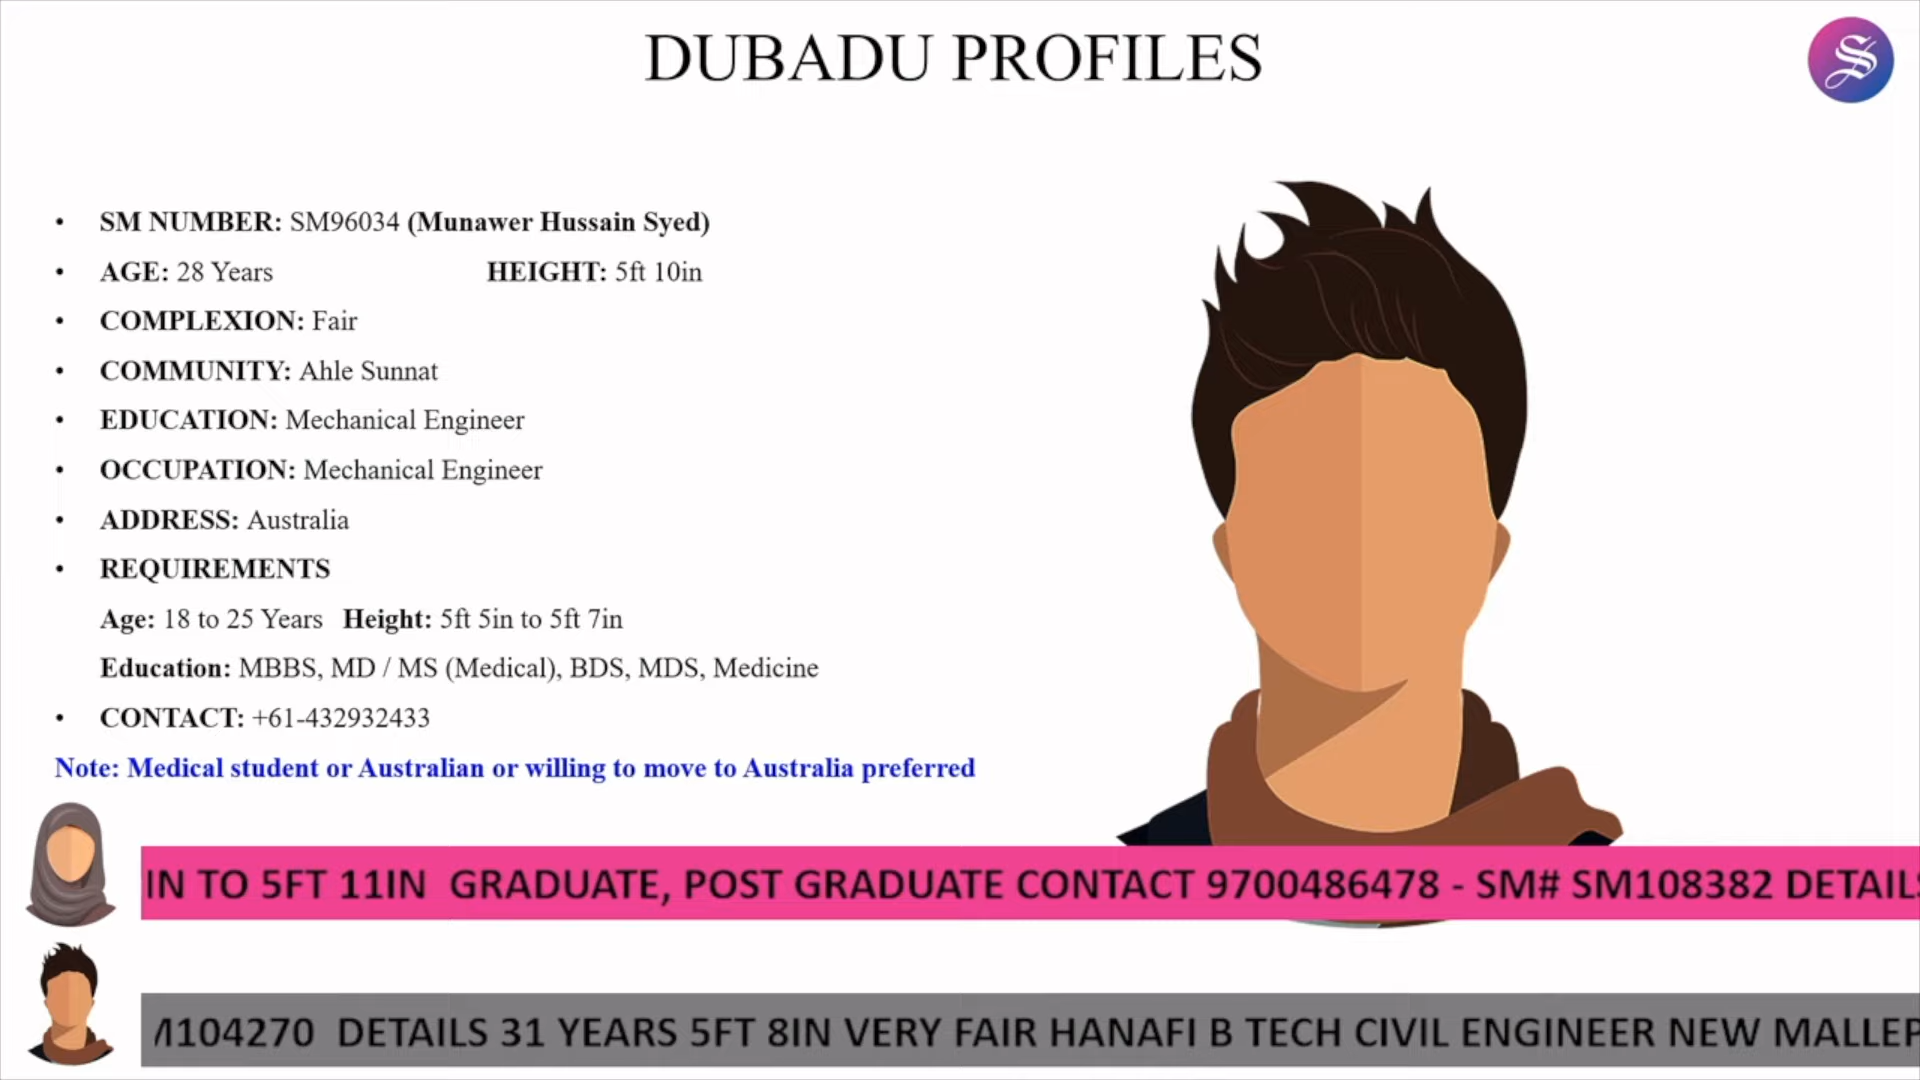 DUBADU PROFILES
• SM NUMBER: SM96034 (Munawer Hussain Syed)
• AGE: 28 Years HEIGHT: 5ft 10in
• COMPLEXION: Fair
• COMMUNITY: Ahle Sunnat
• EDUCATION: Mechanical Engineer
• OCCUPATION: Mechanical Engineer
• ADDRESS: Australia
• REQUIREMENTS
Age: 18 to 25 Years Height: 5ft 5in to 5ft 7in
Education: MBBS, MD / MS (Medical), BDS, MDS, Medicine
• CONTACT: +61-432932433
Note: Medical student or Australian or willing to move to Australia preferred
IN TO 5FT 11IN GRADUATE, POST GRADUATE CONTACT 9700486478 - SM# SM108382 DETAILS
104270 DETAILS 31 YEARS 5FT 8IN VERY FAIR HANAFI B TECH CIVIL ENGINEER NEW